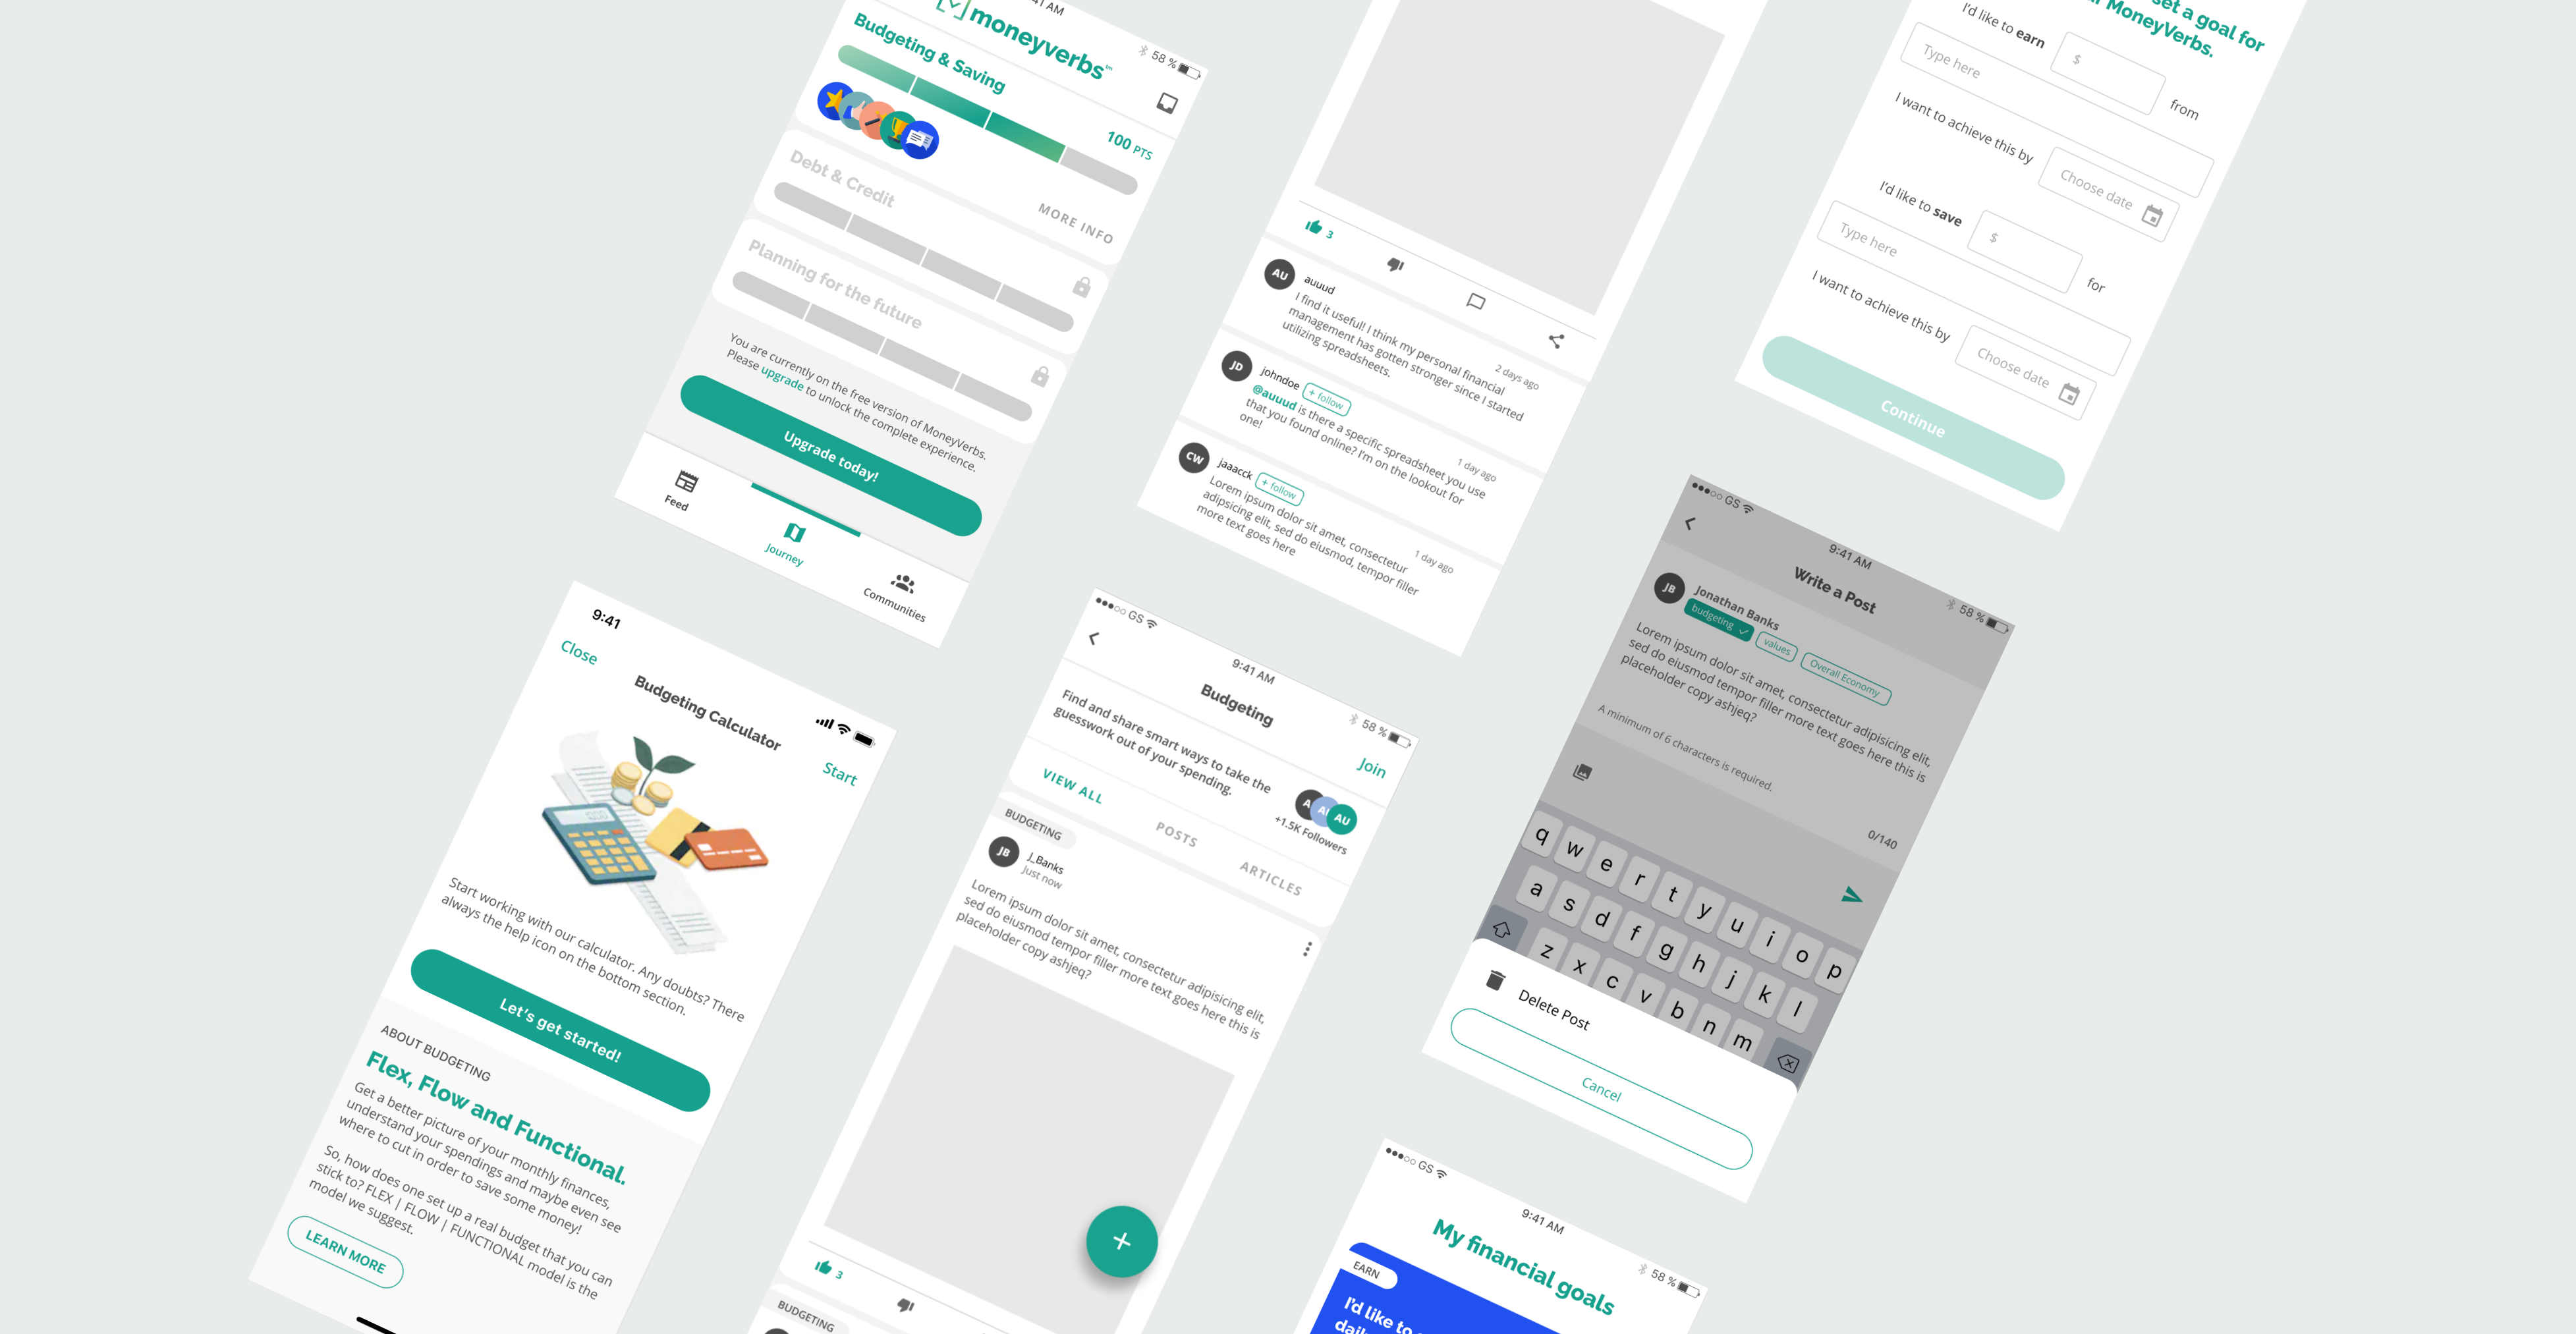 41 AM
58 %
moneyverbs™
Budgeting & Saving
100 PTS
Debt & Credit
MORE INFO
Planning for the future
You are currently on the free version of MoneyVerbs.
Please upgrade to unlock the complete experience.
Upgrade today!
Feed
Journey
Communities
3
AU
auuud
2 days ago
I find it useful! I think my personal financial
management has gotten stronger since I started
utilizing spreadsheets.
JD
johndoe
+ follow
1 day ago
@auuud is there a specific spreadsheet you use
that you found online? I'm on the lookout for
one!
CW
jaaacck
+ follow
1 day ago
Lorem ipsum dolor sit amet, consectetur
adipsicing elit, sed do eiusmod, tempor filler
more text goes here
set a goal for
MoneyVerbs.
I'd like to earn
$
from
Type here
I want to achieve this by
Choose date
I'd like to save
$
for
Type here
I want to achieve this by
Choose date
Continue
9:41
Close
Budgeting Calculator
Start
Start working with our calculator. Any doubts? There
always the help icon on the bottom section.
Let's get started!
ABOUT BUDGETING
Flex, Flow and Functional.
Get a better picture of your monthly finances,
understand your spendings and maybe even see
where to cut in order to save some money!
So, how does one set up a real budget that you can
stick to? FLEX | FLOW | FUNCTIONAL model is the
model we suggest.
LEARN MORE
GS
9:41 AM
58 %
Budgeting
Join
Find and share smart ways to take the
guesswork out of your spending.
AU
+1.5K Followers
VIEW ALL
POSTS
ARTICLES
BUDGETING
JB
J_Banks
Just now
Lorem ipsum dolor sit amet, consectetur adipisicing elit,
sed do eiusmod tempor filler more text goes here this is
placeholder copy ashjeq?
+
3
BUDGETING
GS
9:41 AM
58 %
Write a Post
JB
Jonathan Banks
budgeting
values
Overall Economy
Lorem ipsum dolor sit amet, consectetur adipisicing elit,
sed do eiusmod tempor filler more text goes here this is
placeholder copy ashjeq?
A minimum of 6 characters is required.
0/140
q w e r t y u i o p
a s d f g h j k l
z x c v b n m
Delete Post
Cancel
GS
9:41 AM
58 %
My financial goals
EARN
I'd like to